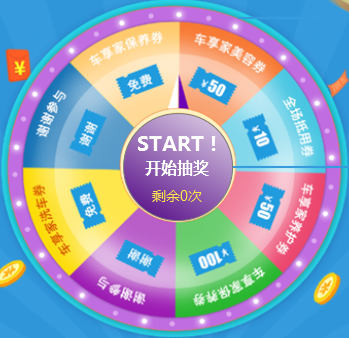 START！
开始抽奖
剩余0次
车享家美容券
¥50
全场抵用券
¥10
车享家养护券
¥50
车享家保养券
¥100
谢谢参与
谢谢
车享家洗车券
免费
谢谢参与
谢谢
车享家保养券
免费
¥